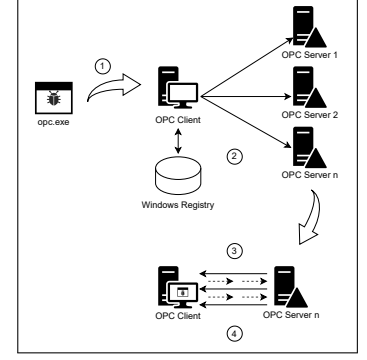 1
OPC Server 1
opc.exe
OPC Client
OPC Server 2
2
OPC Server n
Windows Registry
3
OPC Client
OPC Server n
4